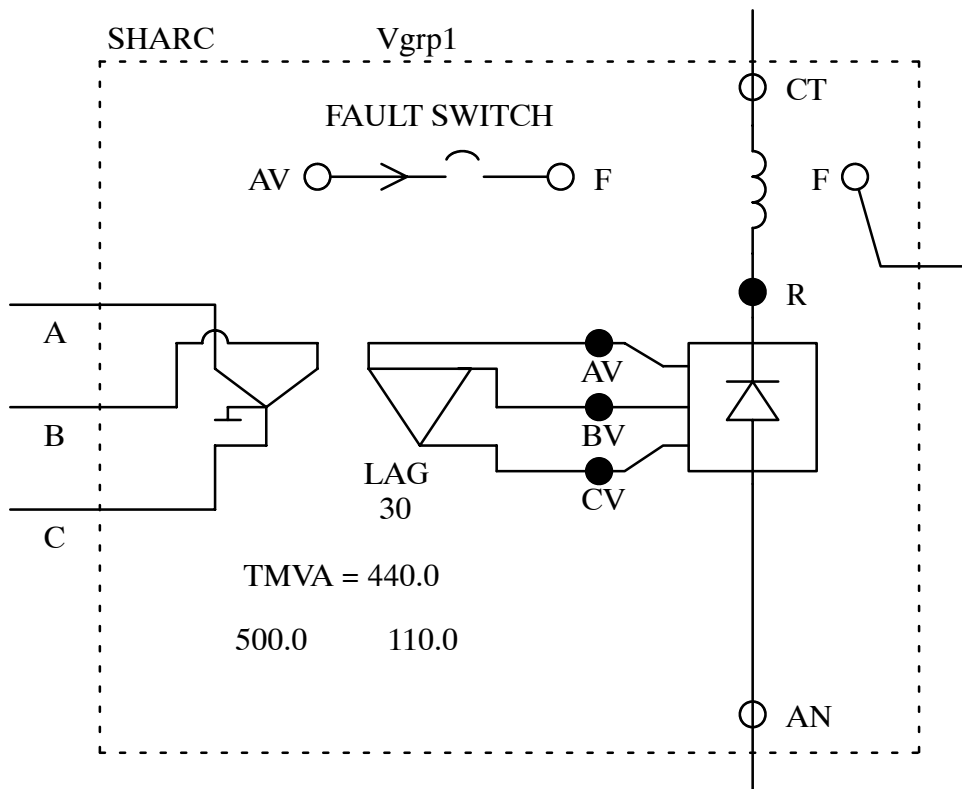 SHARC
Vgrp1
CT
FAULT SWITCH
AV
F
F
R
A
AV
B
BV
LAG
30
CV
C
TMVA = 440.0
500.0
110.0
AN